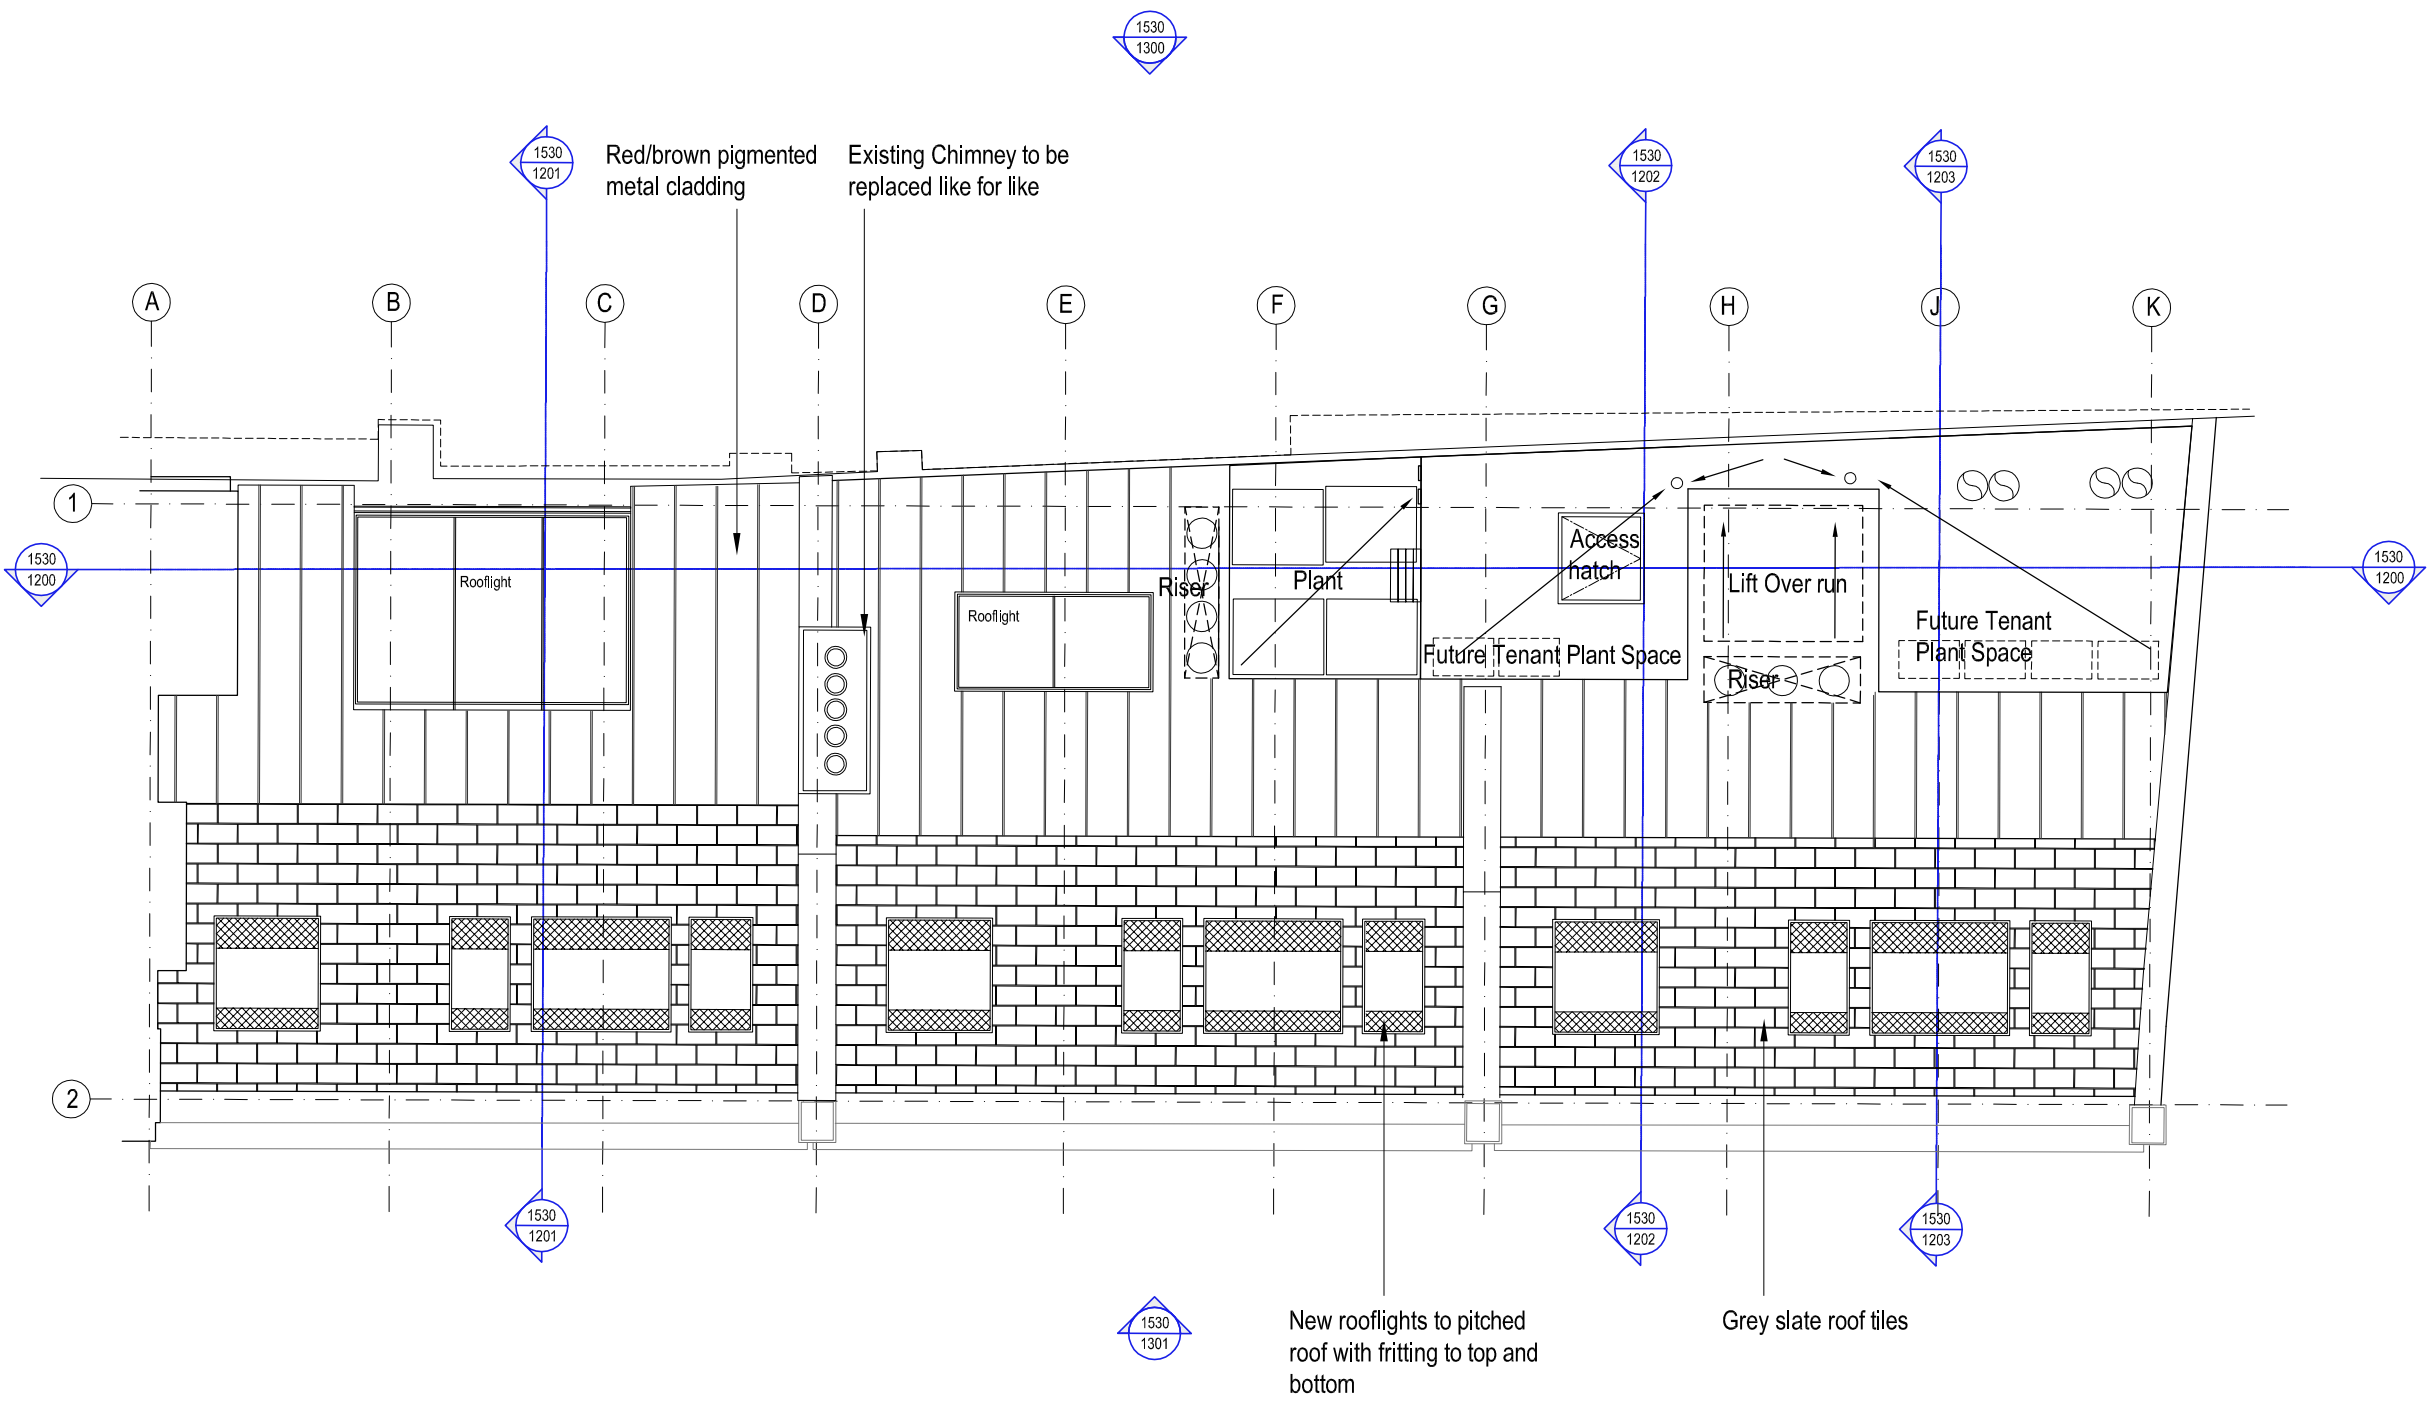 1530
1300
1530
1201
Red/brown pigmented
metal cladding
Existing Chimney to be
replaced like for like
1530
1202
1530
1203
A
B
C
D
E
F
G
H
J
K
1
1530
1200
Rooflight
Rooflight
Riser
Plant
Access
hatch
Lift Over run
1530
1200
Future Tenant Plant Space
Riser
Future Tenant
Plant Space
2
1530
1201
1530
1202
1530
1203
1530
1301
New rooflights to pitched
roof with fritting to top and
bottom
Grey slate roof tiles